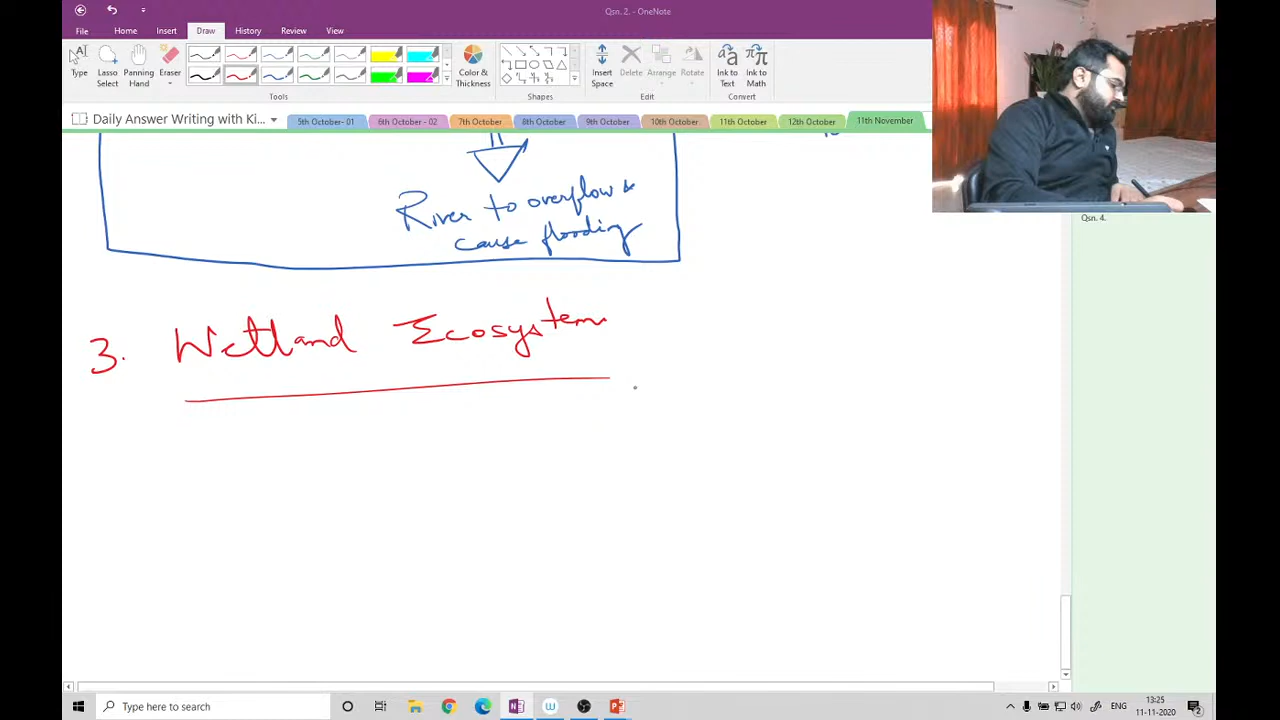 Qsn. 2. - OneNote
File Home Insert Draw History Review View
Type Lasso Select Panning Hand Eraser Color & Thickness Insert Space Delete Arrange Rotate Ink to Text Ink to Math
Tools Shapes Edit Convert
Daily Answer Writing with Ki... 5th October- 01 6th October - 02 7th October 8th October 9th October 10th October 11th October 12th October 11th November
River to overflow &
cause flooding
Qsn. 4.
3. Wetland Ecosystem
Type here to search
ENG 13:25
11-11-2020 2